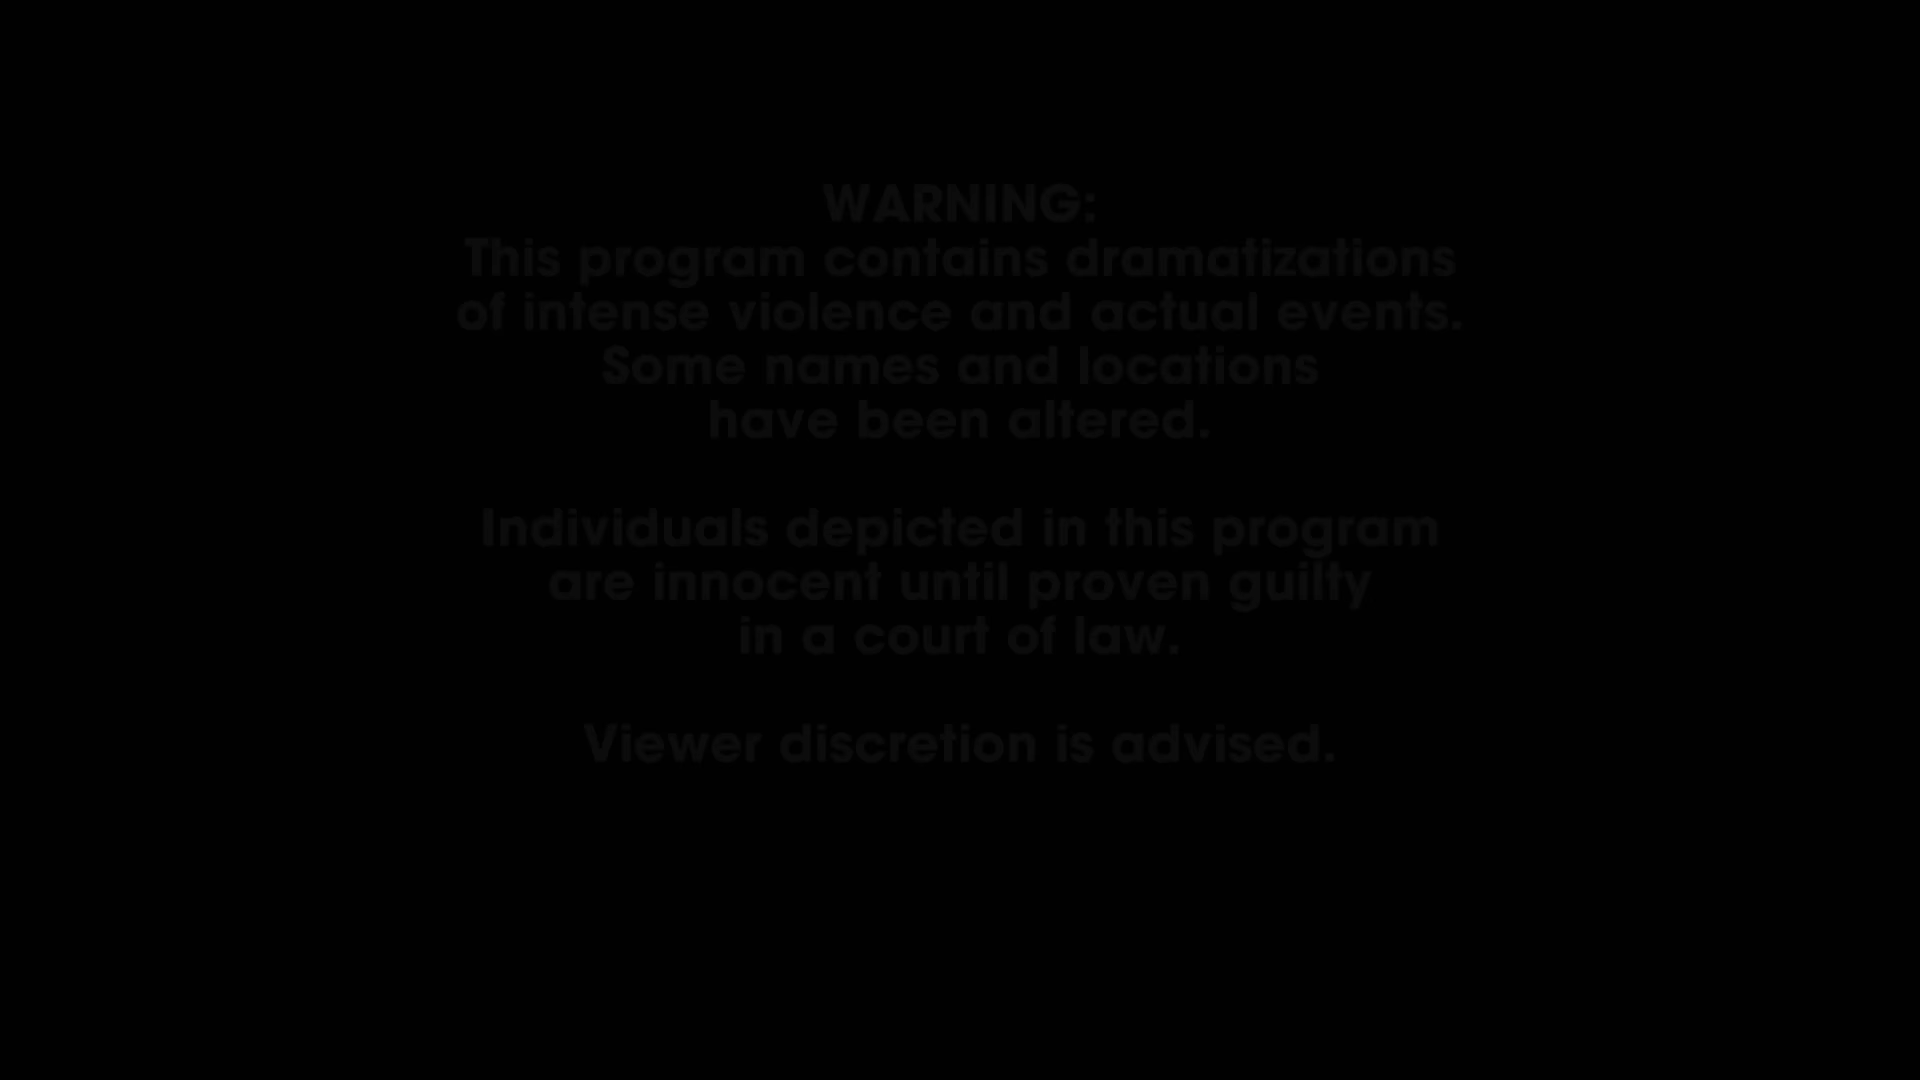 WARNING:
This program contains dramatizations
of intense violence and actual events.
Some names and locations
have been altered.
Individuals depicted in this program
are innocent until proven guilty
in a court of law.
Viewer discretion is advised.